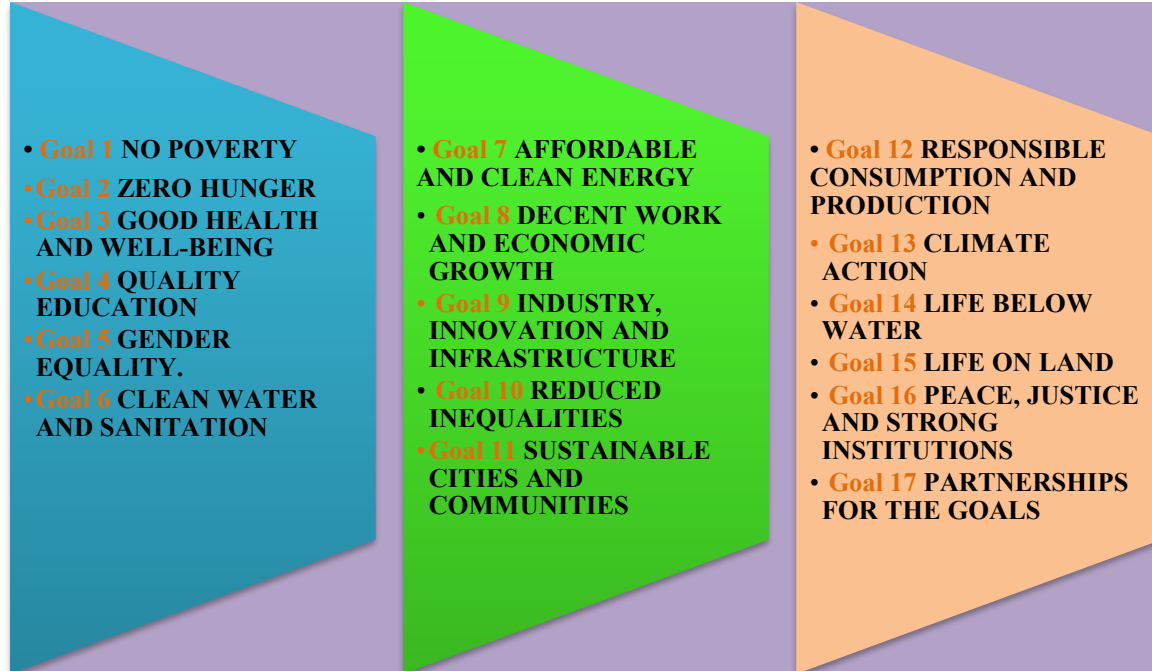 • Goal 1 NO POVERTY
• Goal 2 ZERO HUNGER
• Goal 3 GOOD HEALTH
AND WELL-BEING
• Goal 4 QUALITY
EDUCATION
• Goal 5 GENDER
EQUALITY.
• Goal 6 CLEAN WATER
AND SANITATION
• Goal 7 AFFORDABLE
AND CLEAN ENERGY
• Goal 8 DECENT WORK
AND ECONOMIC
GROWTH
• Goal 9 INDUSTRY,
INNOVATION AND
INFRASTRUCTURE
• Goal 10 REDUCED
INEQUALITIES
• Goal 11 SUSTAINABLE
CITIES AND
COMMUNITIES
• Goal 12 RESPONSIBLE
CONSUMPTION AND
PRODUCTION
• Goal 13 CLIMATE
ACTION
• Goal 14 LIFE BELOW
WATER
• Goal 15 LIFE ON LAND
• Goal 16 PEACE, JUSTICE
AND STRONG
INSTITUTIONS
• Goal 17 PARTNERSHIPS
FOR THE GOALS